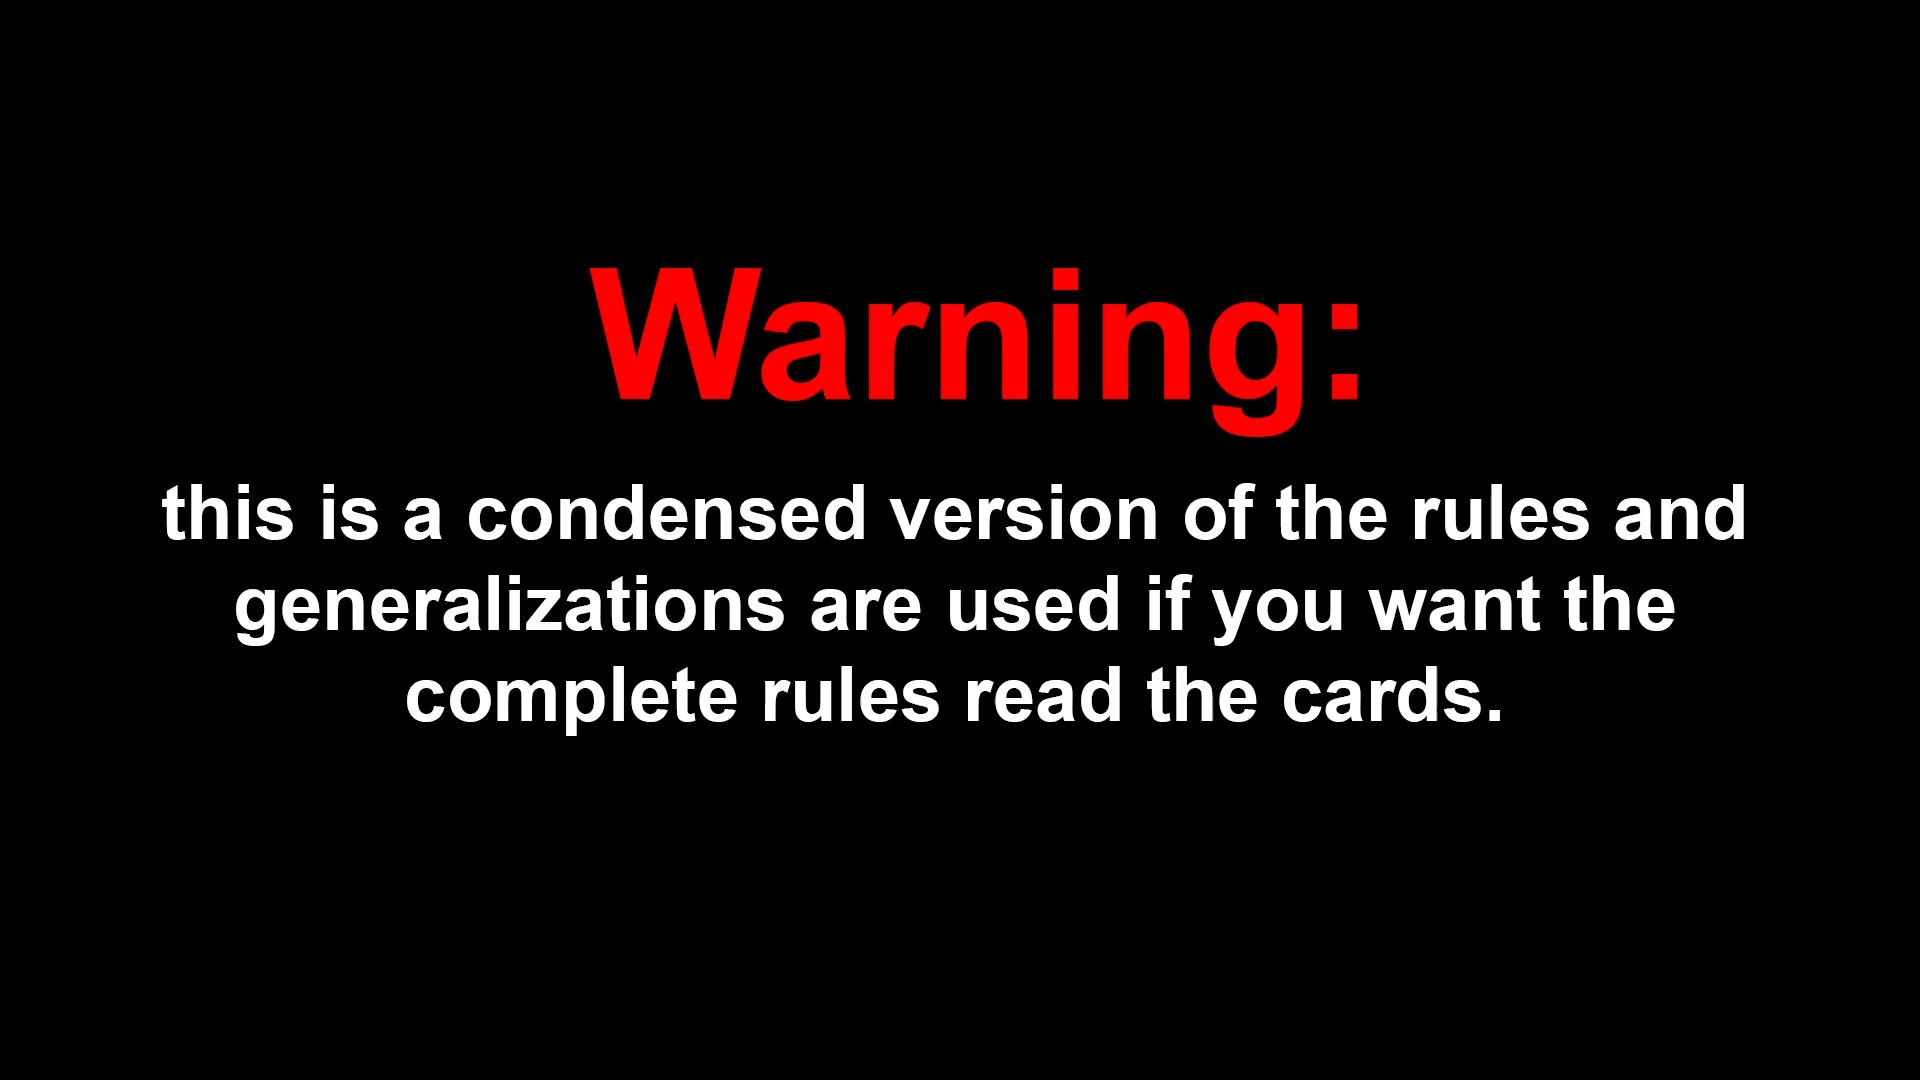 Warning:
this is a condensed version of the rules and
generalizations are used if you want the
complete rules read the cards.